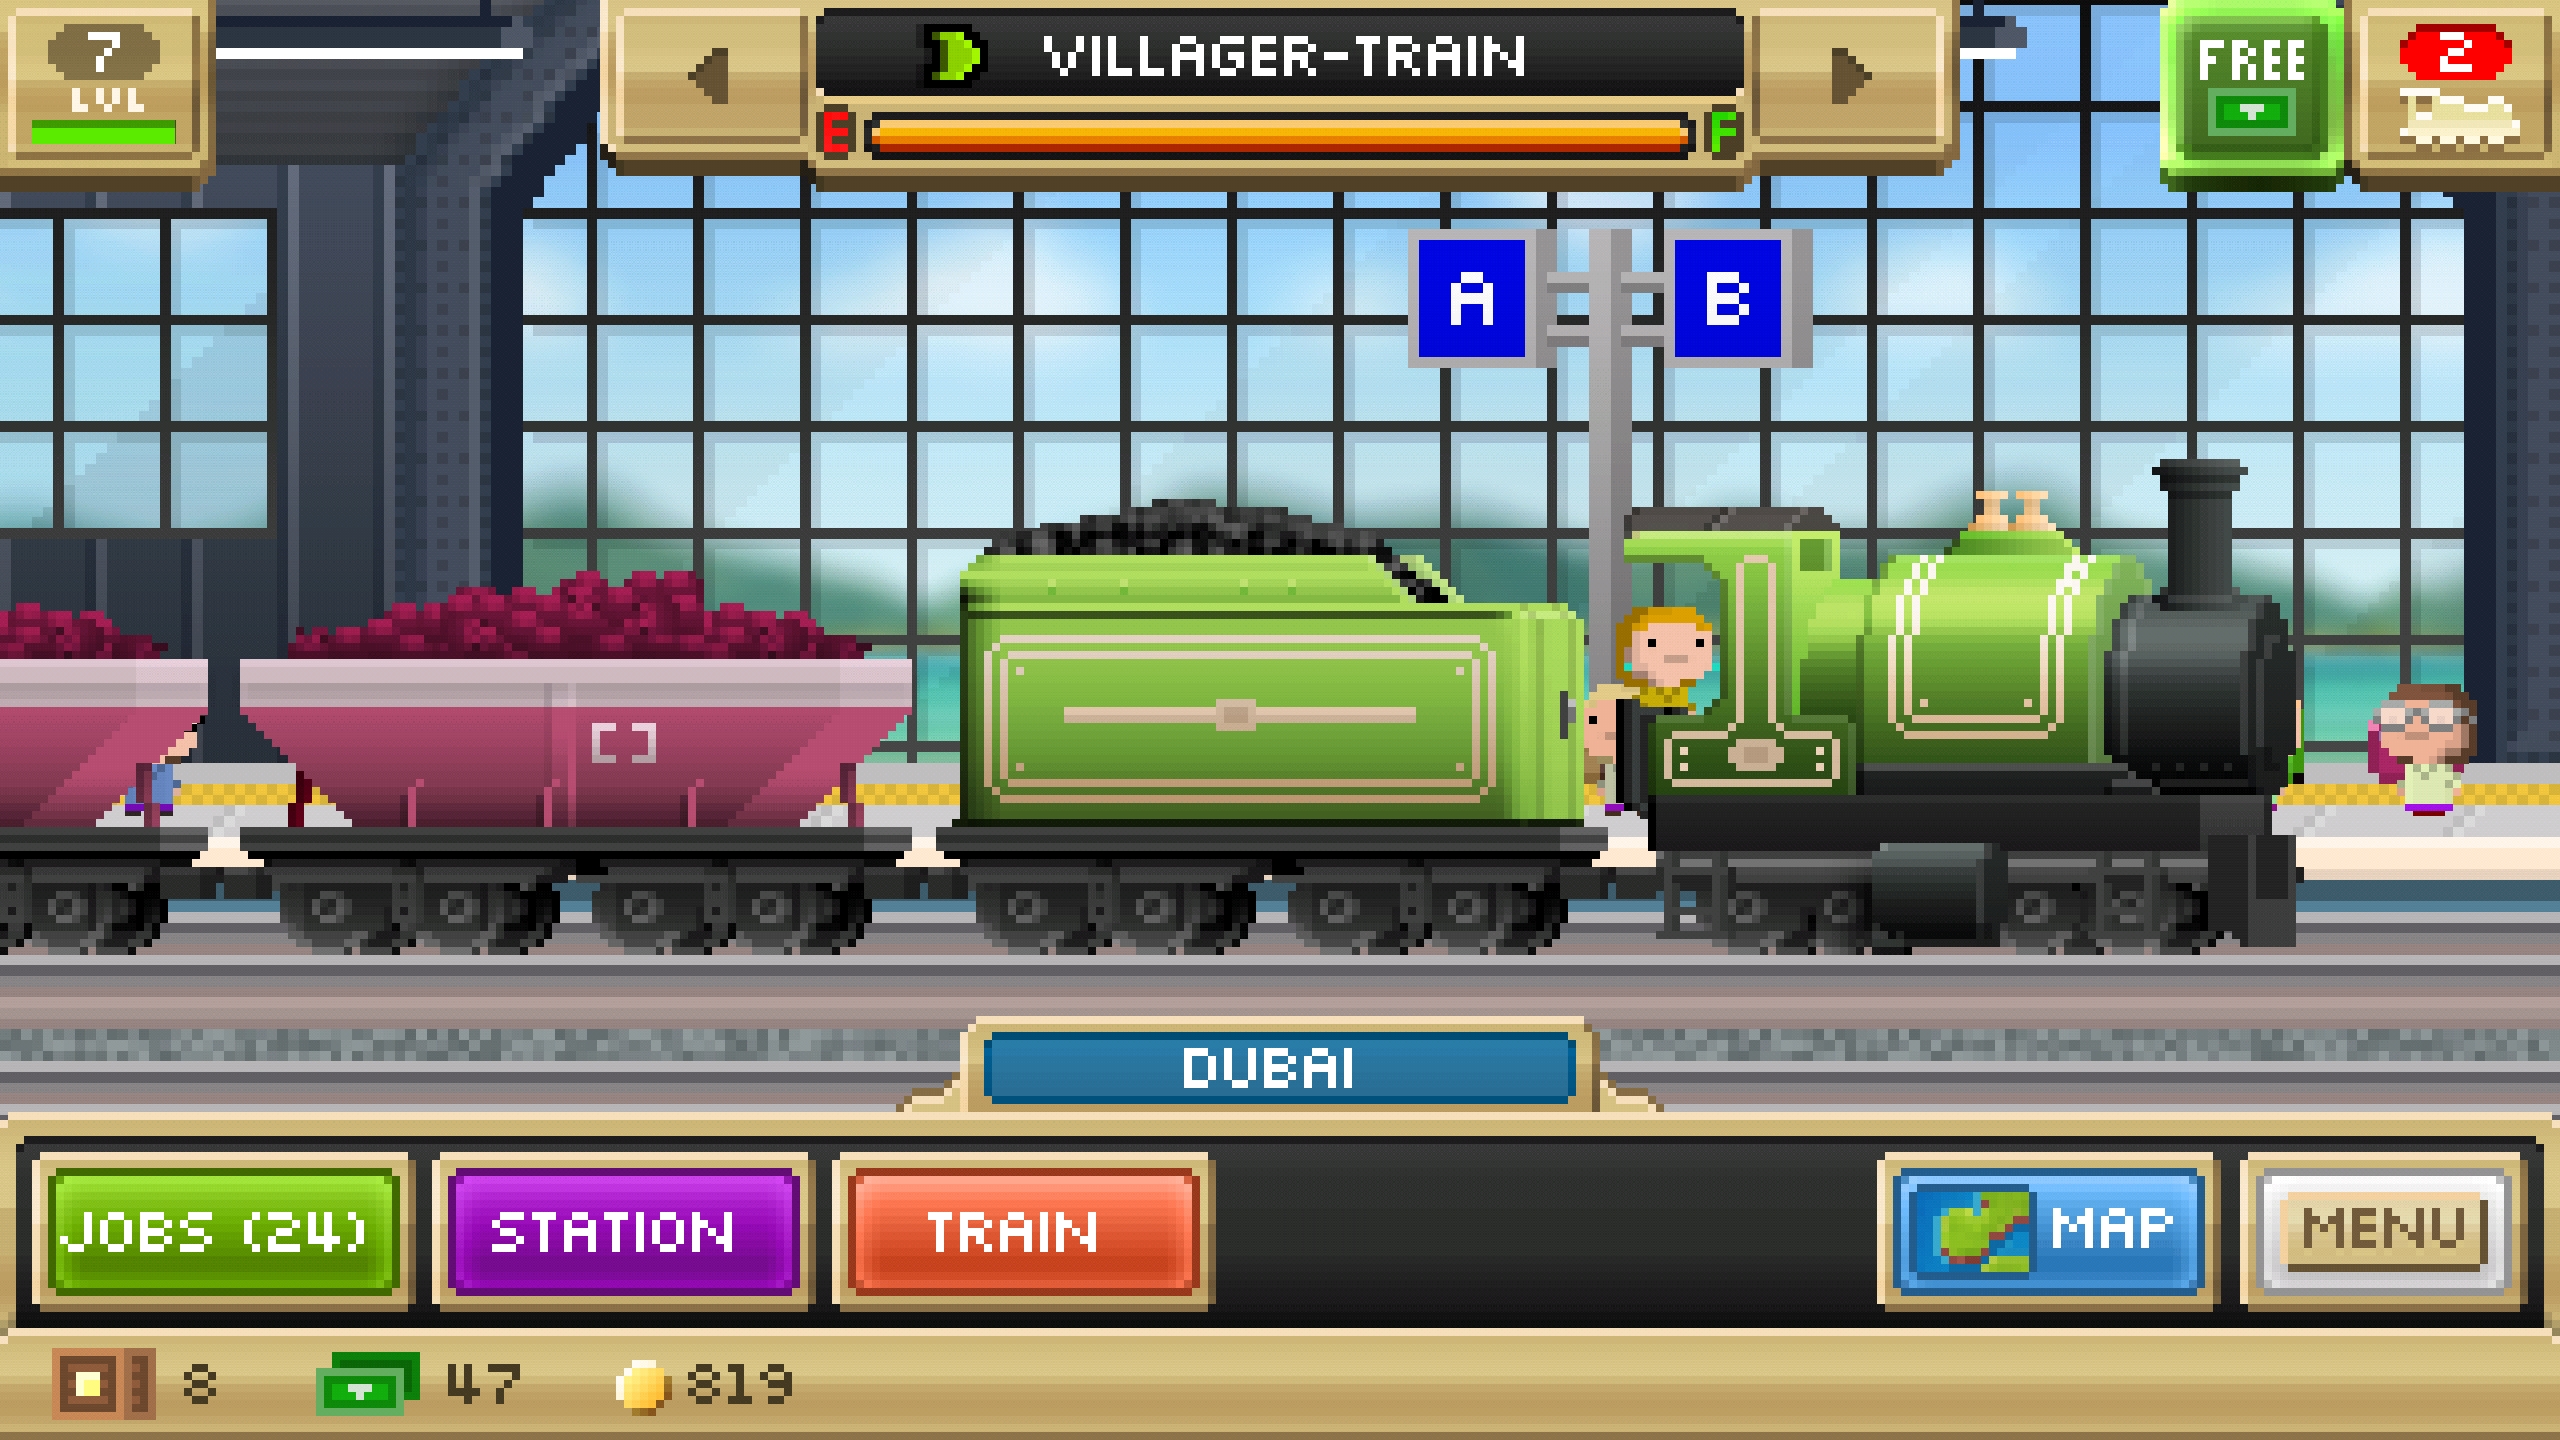 7
LVL
VILLAGER-TRAIN
E F
FREE
2
A B
DUBAI
JOBS (24)
STATION
TRAIN
MAP
MENU
8
47
819